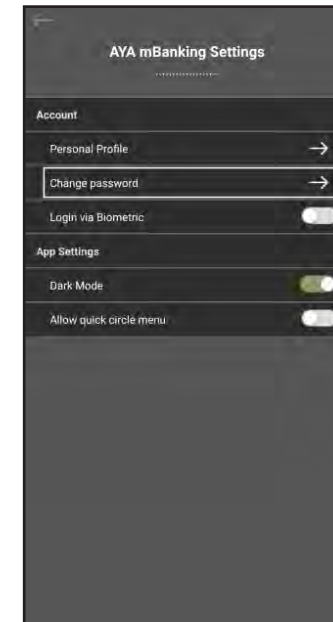 AYA mBanking Settings
Account
Personal Profile
Change password
Login via Biometric
App Settings
Dark Mode
Allow quick circle menu